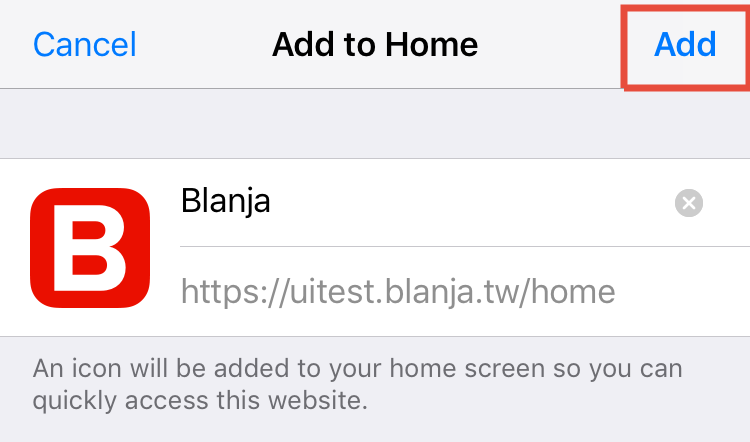 Cancel Add to Home Add
B Blanja
https://uitest.blanja.tw/home
An icon will be added to your home screen so you can
quickly access this website.